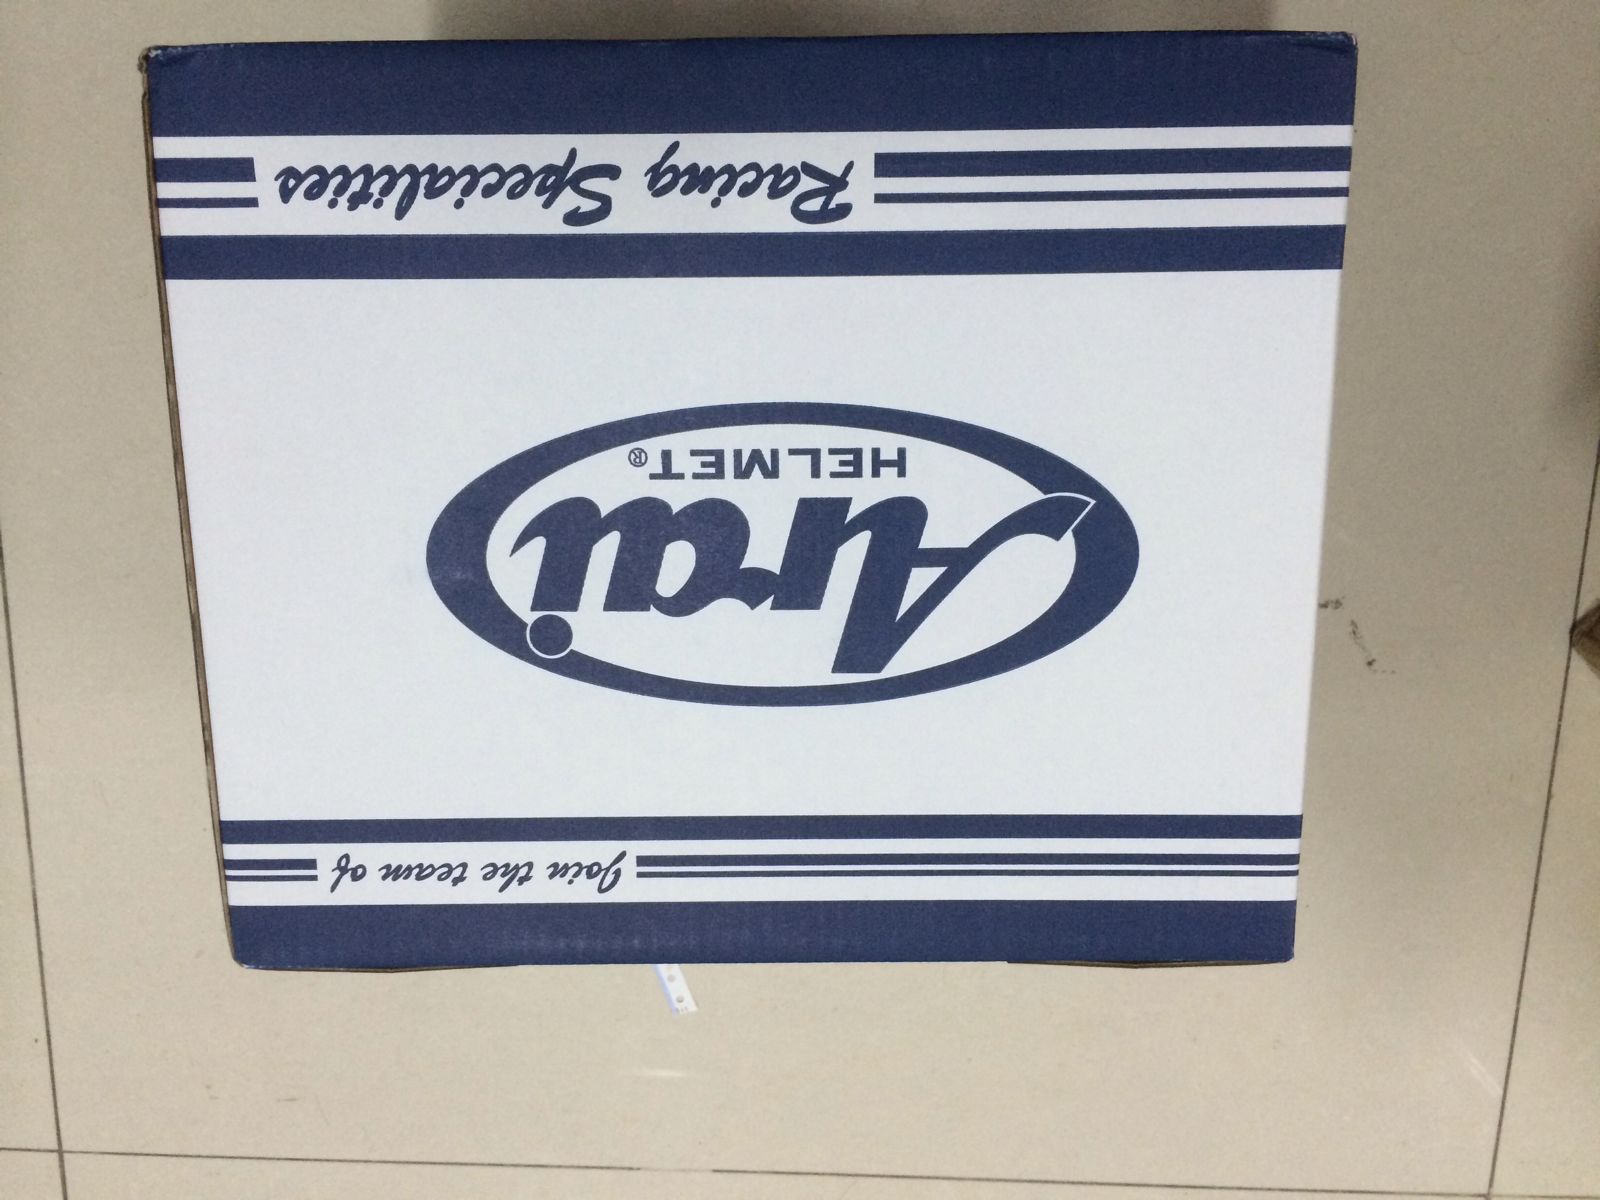 Join the team of
Arai
HELMET®
Racing Specialities